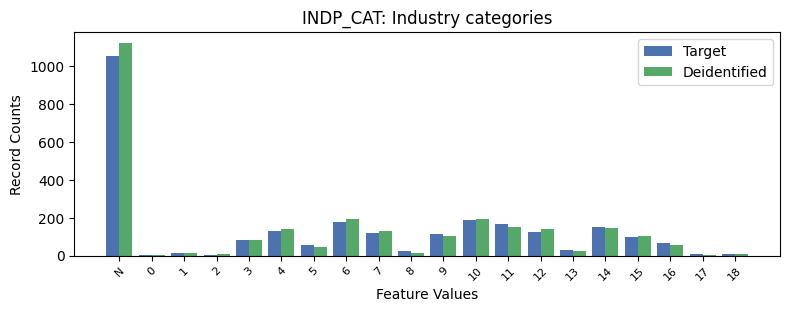 INDP_CAT: Industry categories
Target
Deidentified
Record Counts
1000
800
600
400
200
0
N 0 1 2 3 4 5 6 7 8 9 10 11 12 13 14 15 16 17 18
Feature Values